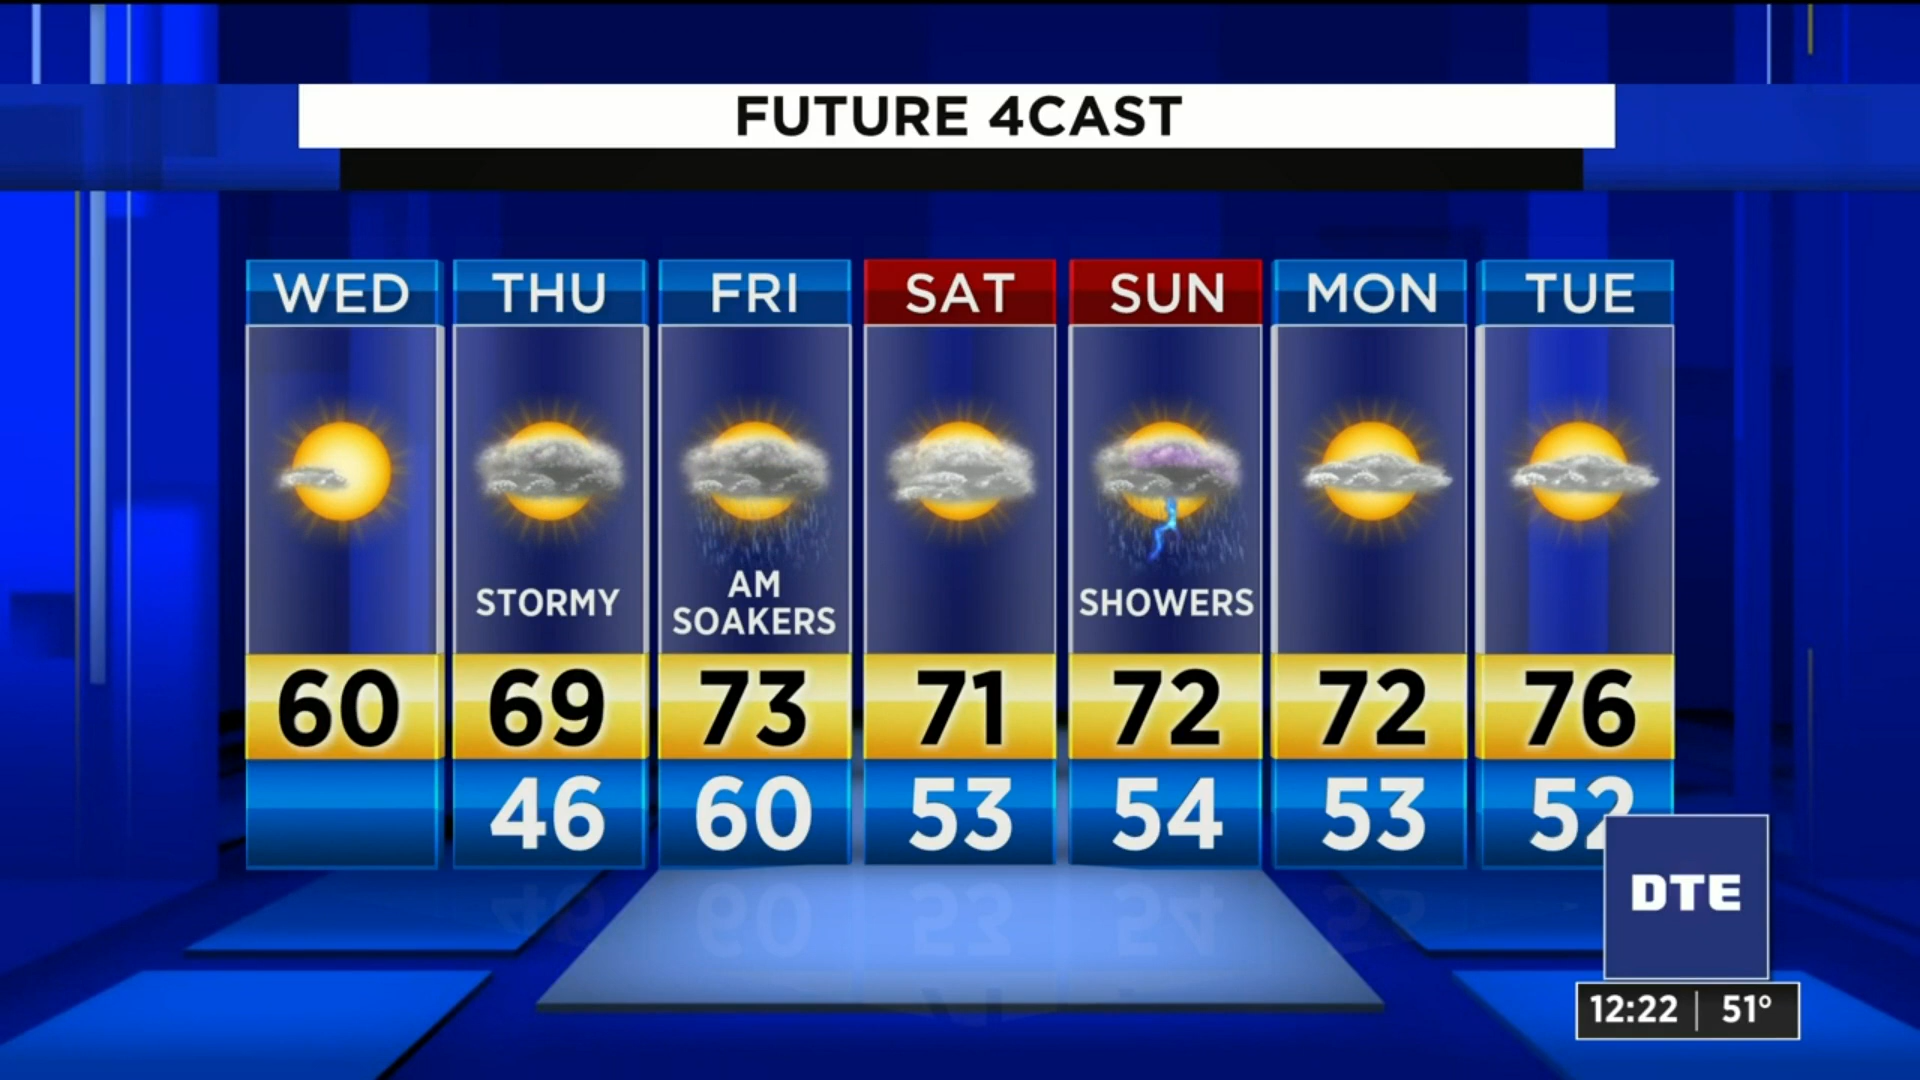 FUTURE 4CAST
WED THU FRI SAT SUN MON TUE
STORMY
AM
SOAKERS
SHOWERS
60 69 73 71 72 72 76
46 60 53 54 53 52
DTE
12:22 | 51°